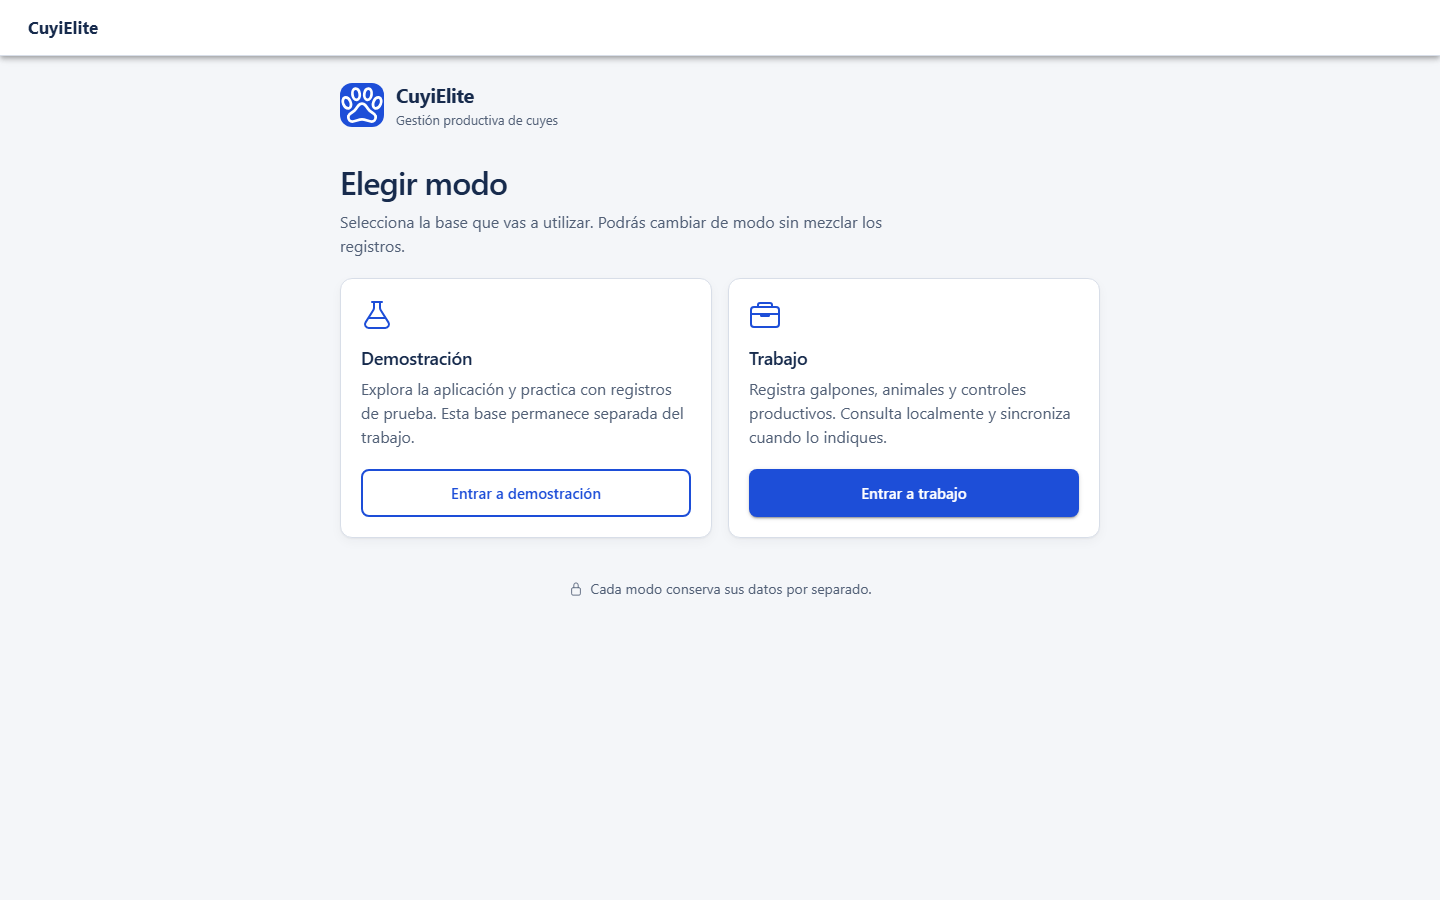 CuyiElite
CuyiElite
Gestión productiva de cuyes
Elegir modo
Selecciona la base que vas a utilizar. Podrás cambiar de modo sin mezclar los
registros.
Demostración
Explora la aplicación y practica con registros
de prueba. Esta base permanece separada del
trabajo.
Entrar a demostración
Trabajo
Registra galpones, animales y controles
productivos. Consulta localmente y sincroniza
cuando lo indiques.
Entrar a trabajo
Cada modo conserva sus datos por separado.